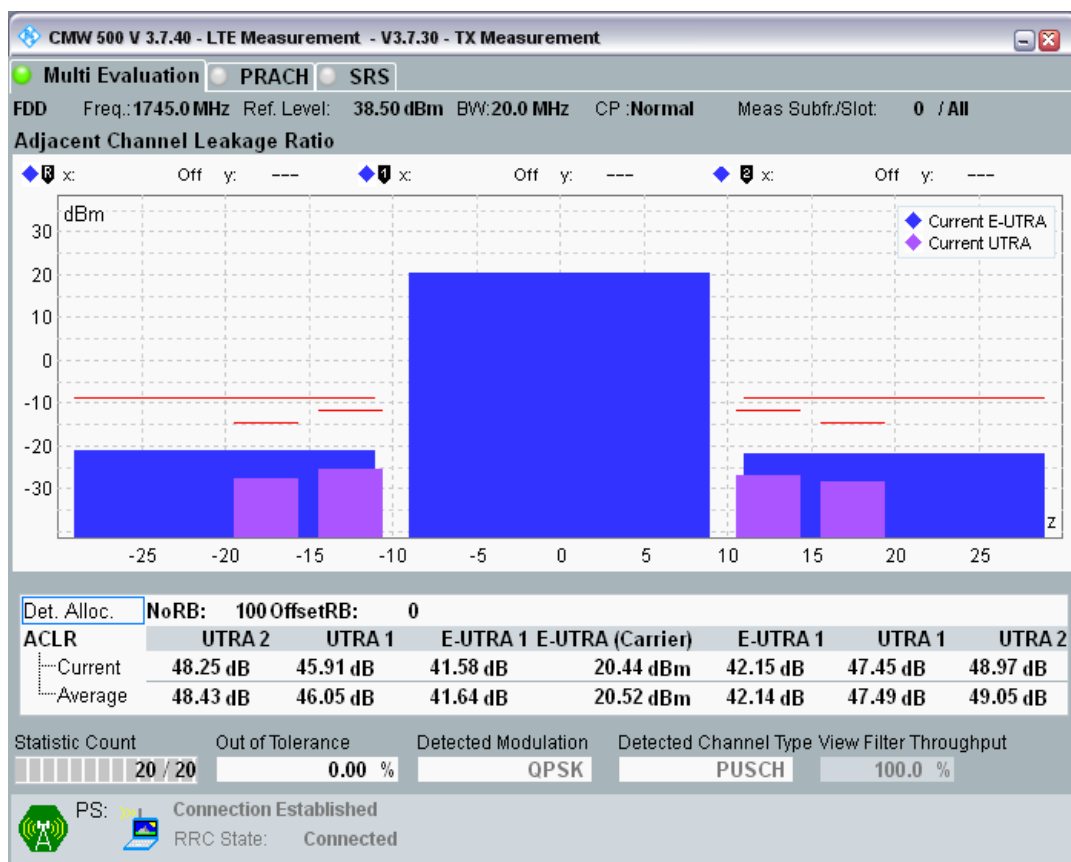 CMW 500 V 3.7.40 - LTE Measurement - V3.7.30 - TX Measurement
Multi Evaluation PRACH SRS
FDD Freq.:1745.0 MHz Ref. Level: 38.50 dBm BW:20.0 MHz CP :Normal Meas Subfr./Slot: 0 / All
Adjacent Channel Leakage Ratio
R x: Off y: --- 1 x: Off y: --- 2 x: Off y: ---
dBm
Current E-UTRA
Current UTRA
30
20
10
0
-10
-20
-30
z
-25 -20 -15 -10 -5 0 5 10 15 20 25
Det. Alloc. NoRB: 100 OffsetRB: 0
ACLR UTRA 2 UTRA 1 E-UTRA 1 E-UTRA (Carrier) E-UTRA 1 UTRA 1 UTRA 2
Current 48.25 dB 45.91 dB 41.58 dB 20.44 dBm 42.15 dB 47.45 dB 48.97 dB
Average 48.43 dB 46.05 dB 41.64 dB 20.52 dBm 42.14 dB 47.49 dB 49.05 dB
Statistic Count Out of Tolerance Detected Modulation Detected Channel Type View Filter Throughput
20 / 20 0.00 % QPSK PUSCH 100.0 %
PS: Connection Established
RRC State: Connected